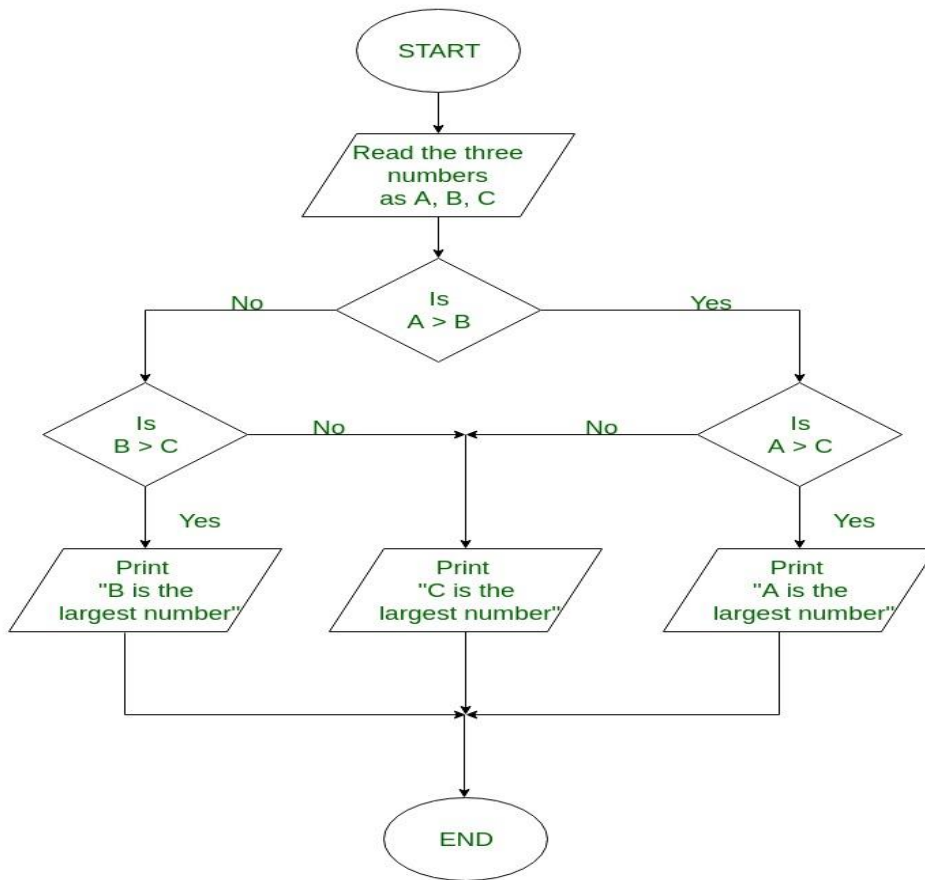 START
Read the three
numbers
as A, B, C
Is
A > B
No
Yes
Is
B > C
No
No
Is
A > C
Yes
Yes
Print
"B is the
largest number"
Print
"C is the
largest number"
Print
"A is the
largest number"
END